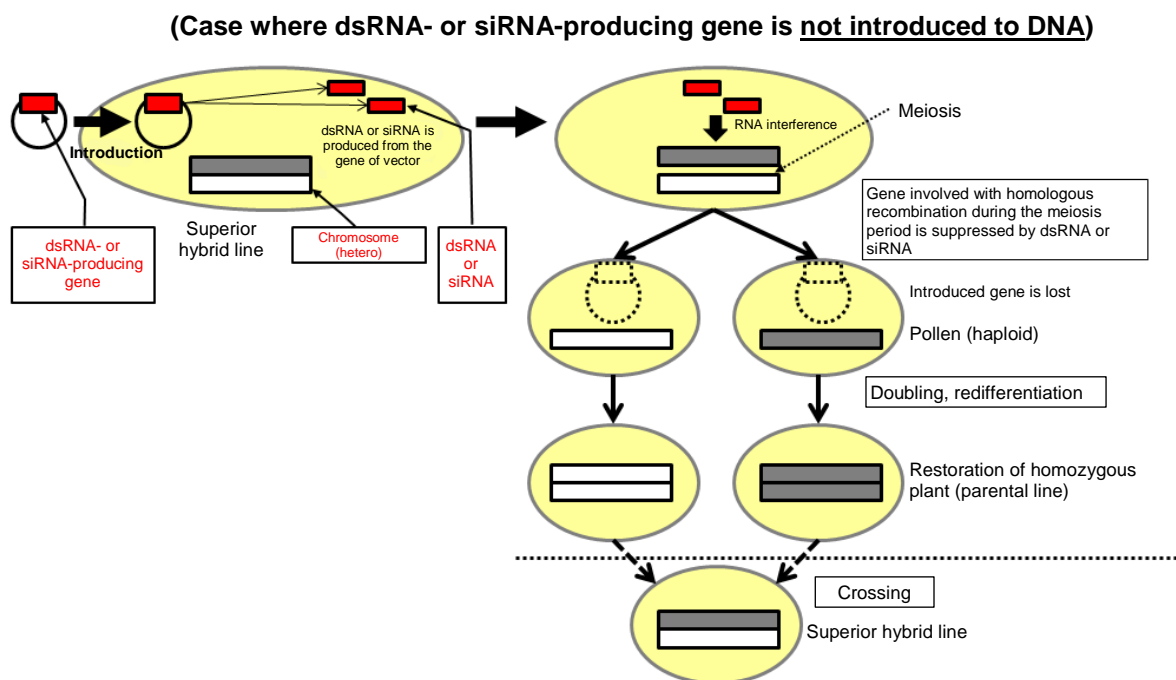 (Case where dsRNA- or siRNA-producing gene is not introduced to DNA)
Introduction
dsRNA or siRNA is
produced from the
gene of vector
Superior
hybrid line
dsRNA- or
siRNA-producing
gene
Chromosome
(hetero)
dsRNA
or
siRNA
RNA interference
Meiosis
Gene involved with homologous
recombination during the meiosis
period is suppressed by dsRNA or
siRNA
Introduced gene is lost
Pollen (haploid)
Doubling, redifferentiation
Restoration of homozygous
plant (parental line)
Crossing
Superior hybrid line